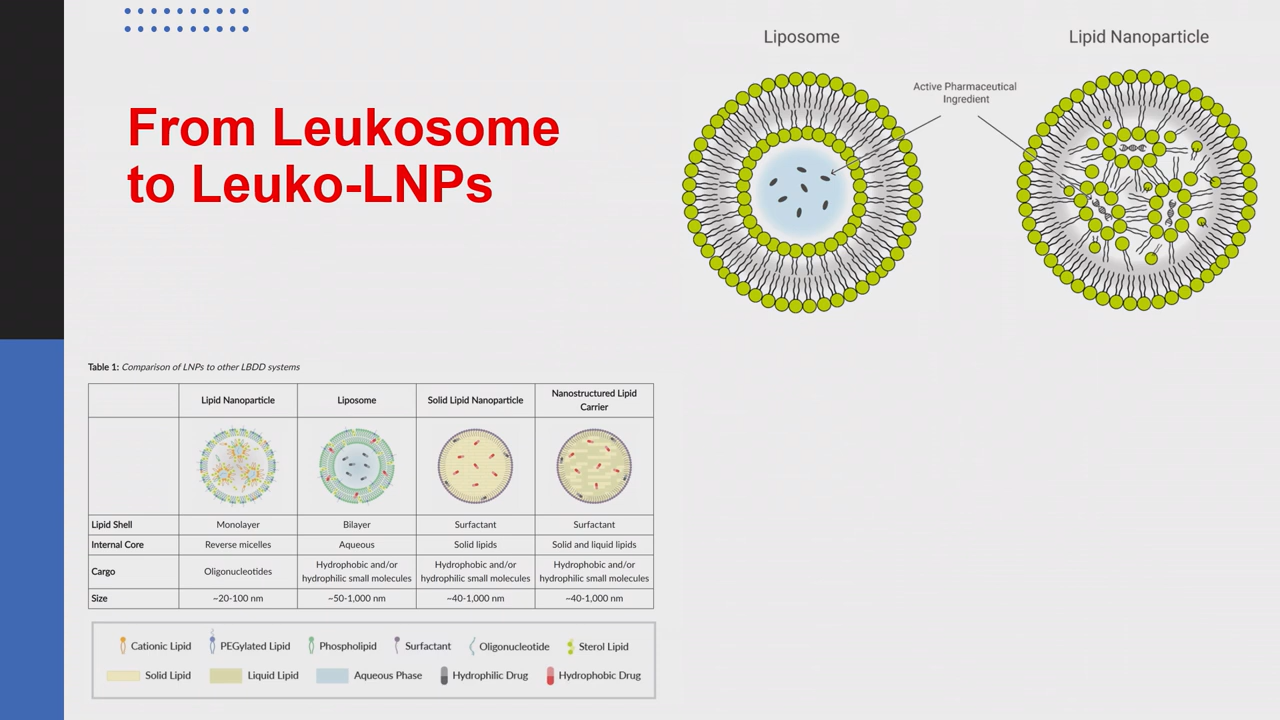 From Leukosome
to Leuko-LNPs
Liposome
Lipid Nanoparticle
Active Pharmaceutical
Ingredient
Table 1: Comparison of LNPs to other LBDD systems
Lipid Nanoparticle Liposome Solid Lipid Nanoparticle Nanostructured Lipid
Carrier
Lipid Shell Monolayer Bilayer Surfactant Surfactant
Internal Core Reverse micelles Aqueous Solid lipids Solid and liquid lipids
Cargo Oligonucleotides Hydrophobic and/or Hydrophobic and/or Hydrophobic and/or
hydrophilic small molecules hydrophilic small molecules hydrophilic small molecules
Size ~20-100 nm ~50-1,000 nm ~40-1,000 nm ~40-1,000 nm
Cationic Lipid PEGylated Lipid Phospholipid Surfactant Oligonucleotide Sterol Lipid
Solid Lipid Liquid Lipid Aqueous Phase Hydrophilic Drug Hydrophobic Drug